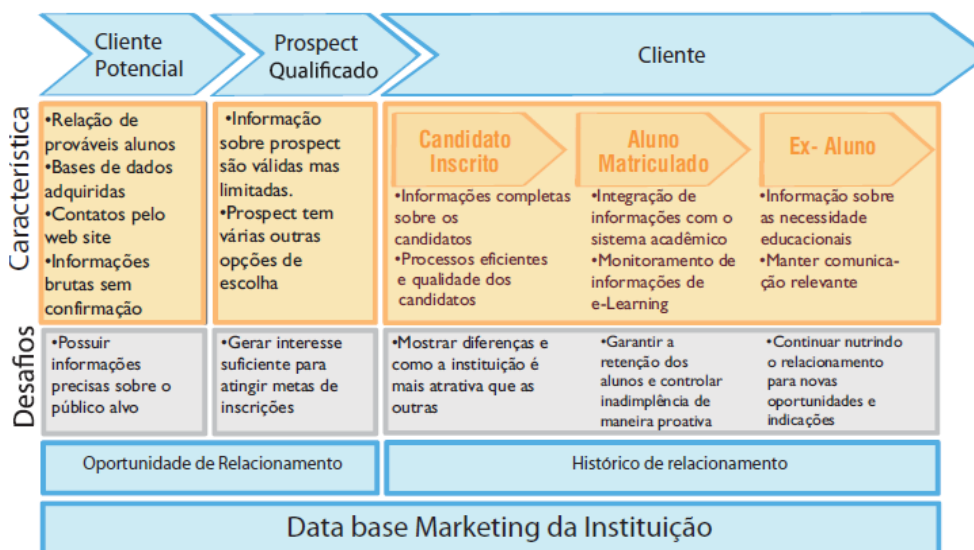 Cliente
Potencial
Prospect
Qualificado
Cliente
Característica
•Relação de
prováveis alunos
•Bases de dados
adquiridas
•Contatos pelo
web site
•Informações
brutas sem
confirmação
•Informação
sobre prospect
são válidas mas
limitadas.
•Prospect tem
várias outras
opções de
escolha
Candidato
Inscrito
•Informações completas
sobre os
candidatos
•Processos eficientes
e qualidade dos
candidatos
Aluno
Matriculado
•Integração de
informações com o
sistema acadêmico
•Monitoramento de
informações de
e-Learning
Ex- Aluno
•Informação sobre
as necessidade
educacionais
•Manter comunica-
ção relevante
Desafios
•Possuir
informações
precisas sobre o
público alvo
•Gerar interesse
suficiente para
atingir metas de
inscrições
•Mostrar diferenças e
como a instituição é
mais atrativa que as
outras
•Garantir a
retenção dos
alunos e controlar
inadimplência de
maneira proativa
•Continuar nutrindo
o relacionamento
para novas
oportunidades e
indicações
Oportunidade de Relacionamento
Histórico de relacionamento
Data base Marketing da Instituição